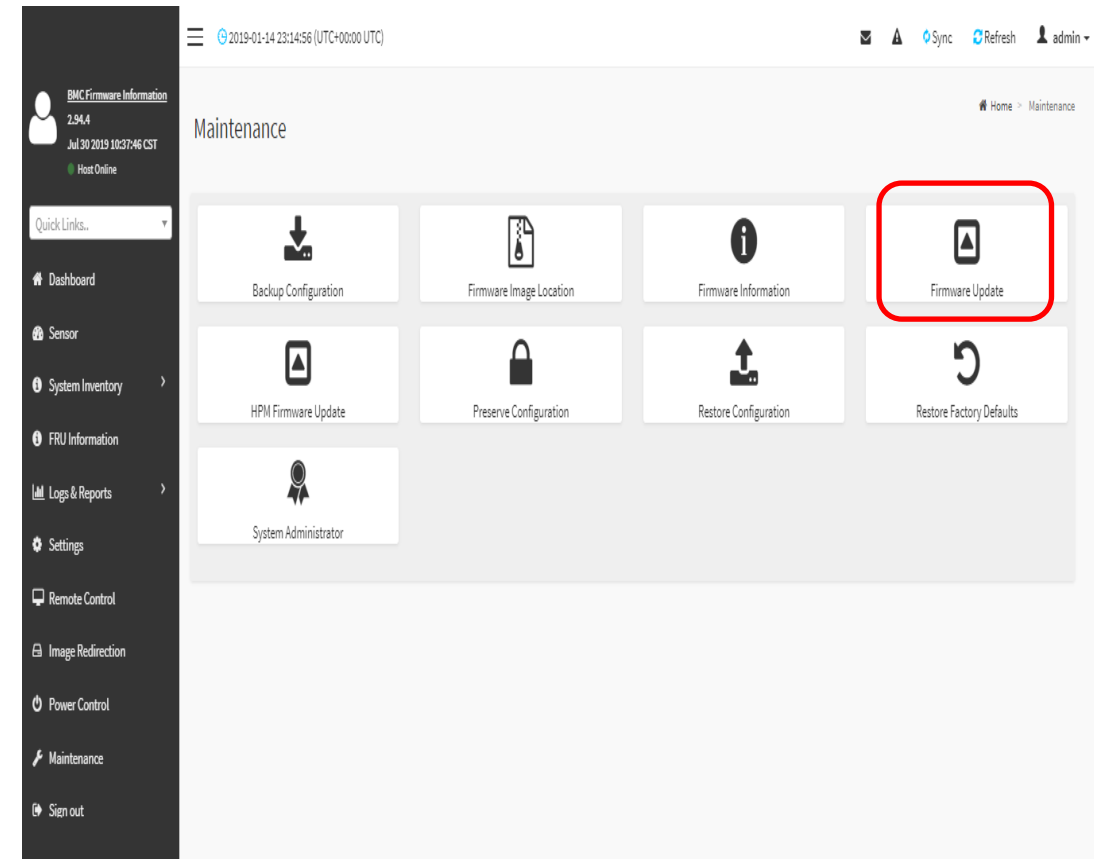 2019-01-14 23:14:56 (UTC+00:00 UTC)
Sync
Refresh
admin
BMC Firmware Information
2.94.4
Jul 30 2019 10:37:46 CST
Host Online
Quick Links..
Dashboard
Sensor
System Inventory
FRU Information
Logs & Reports
Settings
Remote Control
Image Redirection
Power Control
Maintenance
Sign out
Maintenance
Home > Maintenance
Backup Configuration
Firmware Image Location
Firmware Information
Firmware Update
HPM Firmware Update
Preserve Configuration
Restore Configuration
Restore Factory Defaults
System Administrator